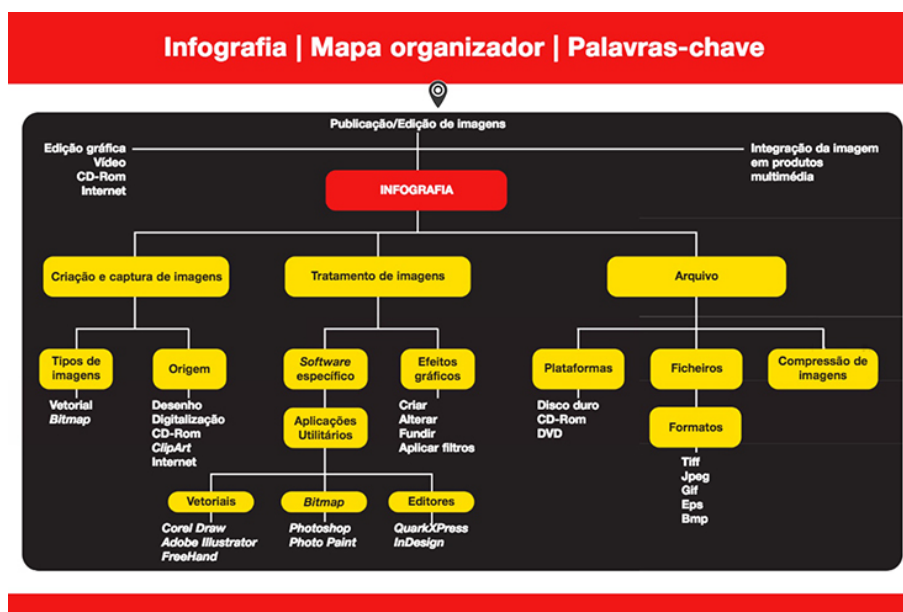 Infografia | Mapa organizador | Palavras-chave
Publicação/Edição de imagens
Edição gráfica
Vídeo
CD-Rom
Internet
Integração da imagem
em produtos
multimédia
INFOGRAFIA
Criação e captura de imagens
Tratamento de imagens
Arquivo
Tipos de
imagens
Vetorial
Bitmap
Origem
Desenho
Digitalização
CD-Rom
ClipArt
Internet
Software
específico
Aplicações
Utilitários
Efeitos
gráficos
Criar
Alterar
Fundir
Aplicar filtros
Vetoriais
Corel Draw
Adobe Illustrator
FreeHand
Bitmap
Photoshop
Photo Paint
Editores
QuarkXPress
InDesign
Plataformas
Disco duro
CD-Rom
DVD
Ficheiros
Formatos
Tiff
Jpeg
Gif
Eps
Bmp
Compressão de
imagens